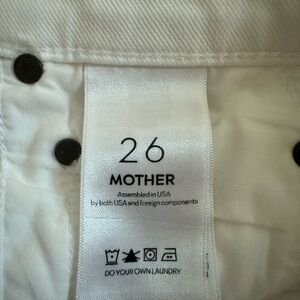 26
MOTHER
Assembled in USA
by both USA and foreign components
DO YOUR OWN LAUNDRY